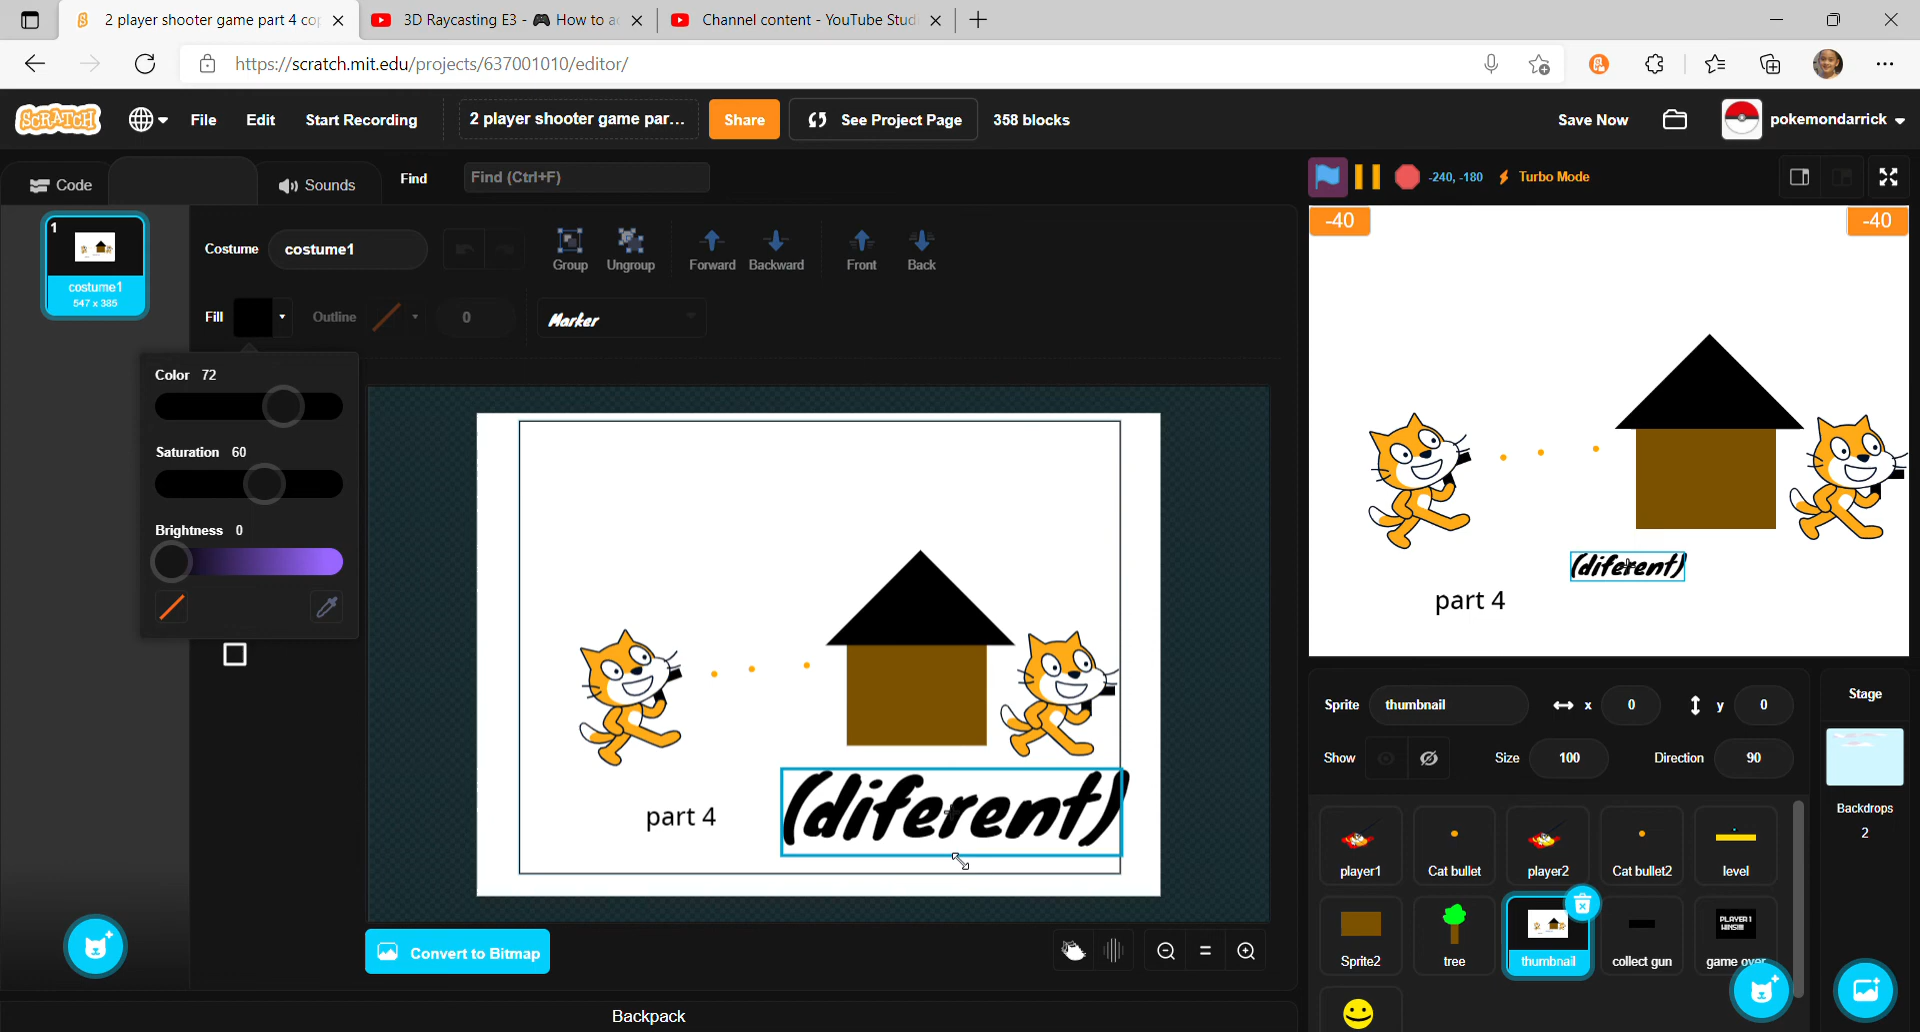 2 player shooter game part 4 co
3D Raycasting E3 - 🎮 How to a
Channel content - YouTube Stud
https://scratch.mit.edu/projects/637001010/editor/
SCRATCH
File
Edit
Start Recording
2 player shooter game par...
Share
See Project Page
358 blocks
Save Now
pokemondarrick
Code
Sounds
Find
Find (Ctrl+F)
-240, -180
Turbo Mode
1
costume1
547 x 385
Costume
costume1
Group
Ungroup
Forward
Backward
Front
Back
Fill
Outline
0
Marker
Color 72
Saturation 60
Brightness 0
part 4
(diferent)
Convert to Bitmap
Backpack
-40
-40
(diferent)
part 4
Sprite
thumbnail
x
0
y
0
Show
Size
100
Direction
90
Stage
Backdrops
2
player1
Cat bullet
player2
Cat bullet2
level
Sprite2
tree
thumbnail
collect gun
PLAYER 1
WINS!!!
game over